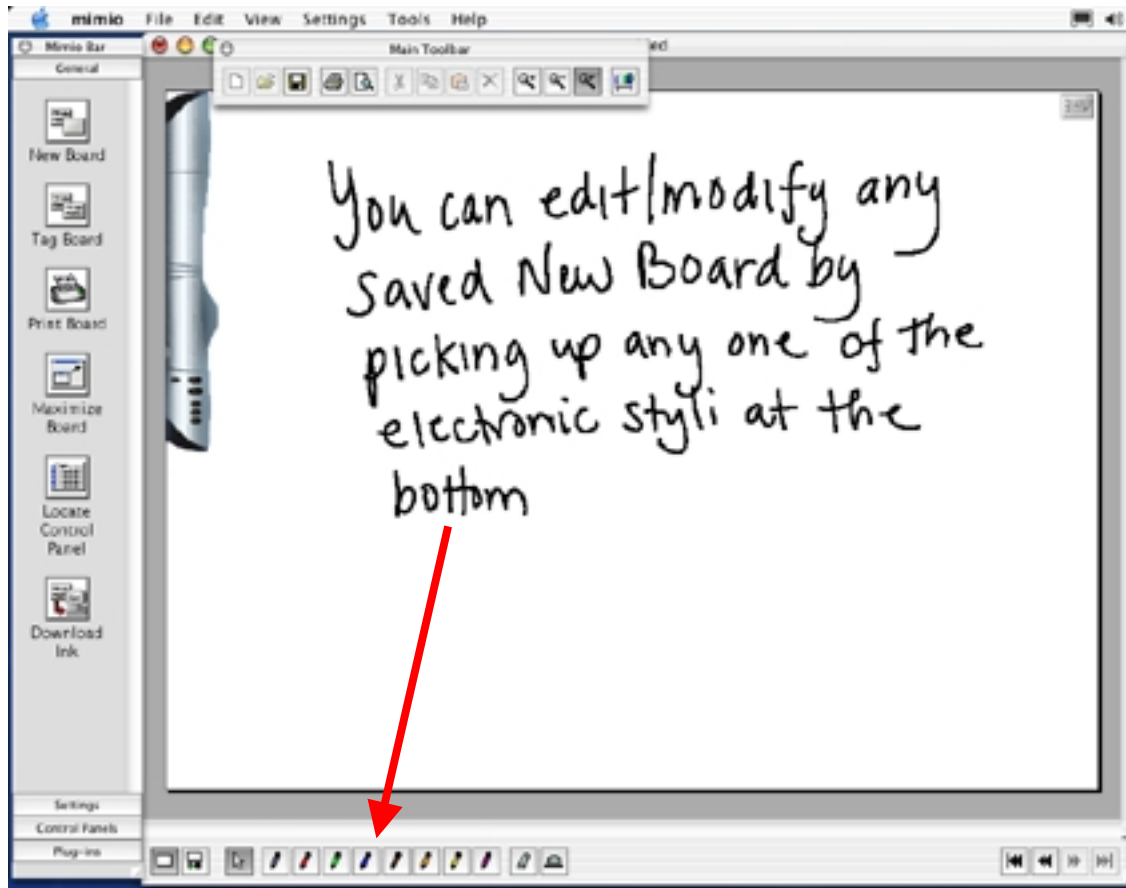 mimio File Edit View Settings Tools Help
Mimio Bar
Main Toolbar
General
New Board
Tag Board
Print Board
Maximize
Board
Locate
Control
Panel
Download
Ink
You can edit/modify any
saved New Board by
picking up any one of the
electronic styli at the
bottom
Settings
Control Panels
Plug-ins